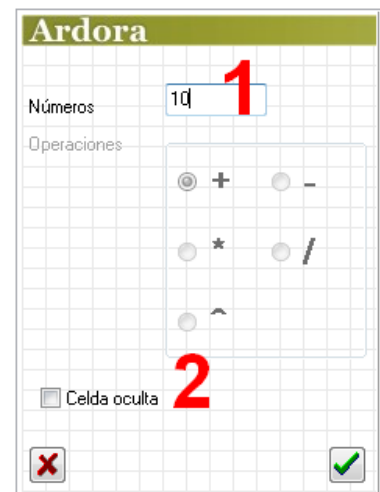 Ardora
1
Números 10
Operaciones
+ -
* /
^
2
Celda oculta